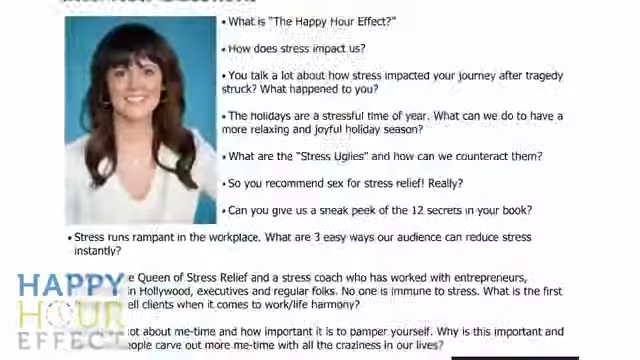 • What is "The Happy Hour Effect?"
• How does stress impact us?
• You talk a lot about how stress impacted your journey after tragedy
struck? What happened to you?
• The holidays are a stressful time of year. What can we do to have a
more relaxing and joyful holiday season?
• What are the "Stress Uglies" and how can we counteract them?
• So you recommend sex for stress relief! Really?
• Can you give us a sneak peek of the 12 secrets in your book?
• Stress runs rampant in the workplace. What are 3 easy ways our audience can reduce stress
instantly?
Queen of Stress Relief and a stress coach who has worked with entrepreneurs,
in Hollywood, executives and regular folks. No one is immune to stress. What is the first
clients when it comes to work/life harmony?
about me-time and how important it is to pamper yourself. Why is this important and
carve out more me-time with all the craziness in our lives?
HAPPY
HOUR
EFFECT